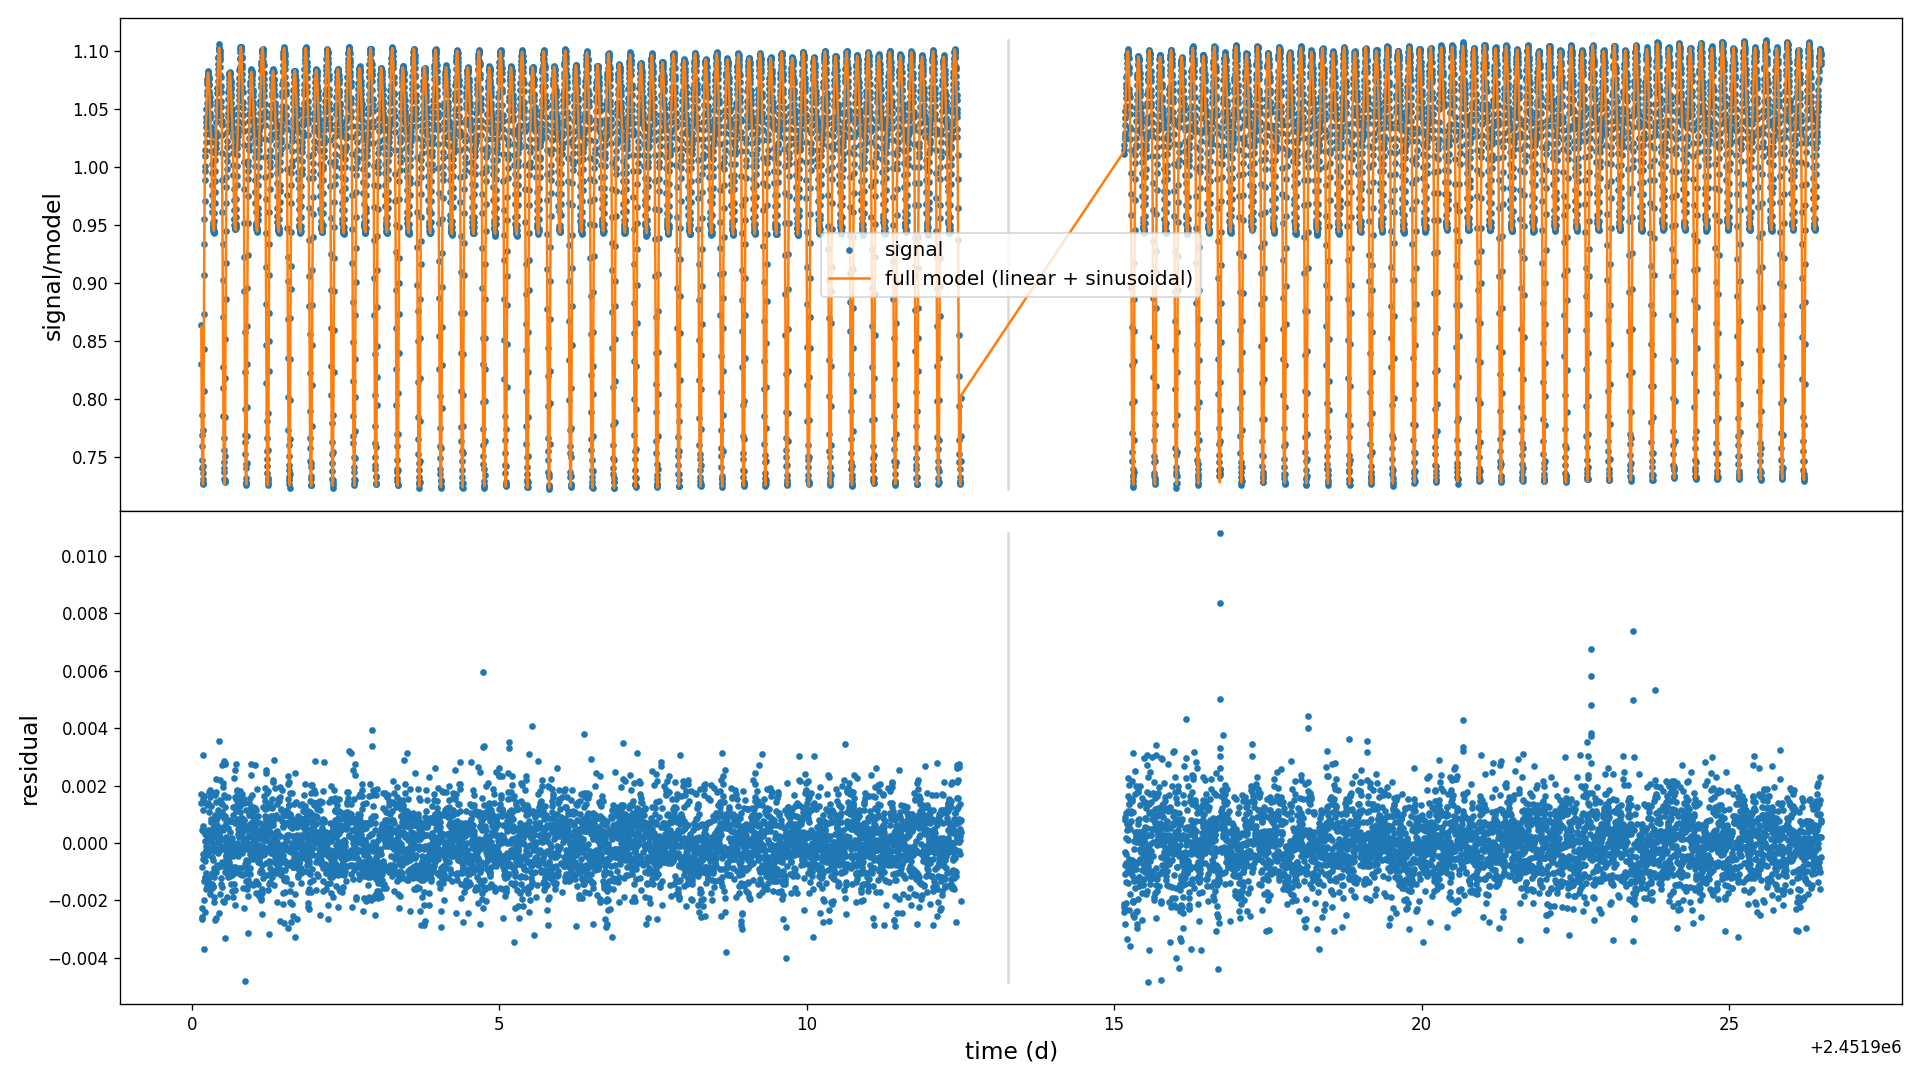 1.10
1.05
1.00
0.95
0.90
0.85
0.80
0.75
signal/model
signal
full model (linear + sinusoidal)
0.010
0.008
0.006
0.004
0.002
0.000
−0.002
−0.004
residual
0 5 10 15 20 25
time (d)
+2.4519e6